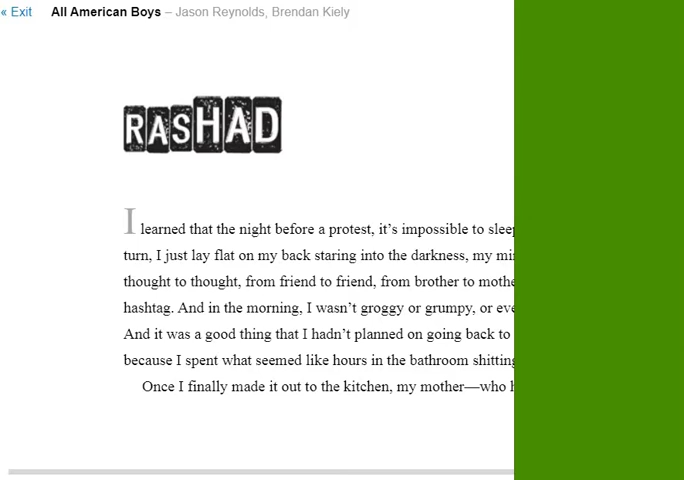 « Exit All American Boys – Jason Reynolds, Brendan Kiely
RASHAD
I learned that the night before a protest, it’s impossible to sleep
turn, I just lay flat on my back staring into the darkness, my
thought to thought, from friend to friend, from brother to
hashtag. And in the morning, I wasn’t groggy or grumpy, or
And it was a good thing that I hadn’t planned on going back to
because I spent what seemed like hours in the bathroom shitting
Once I finally made it out to the kitchen, my mother—who